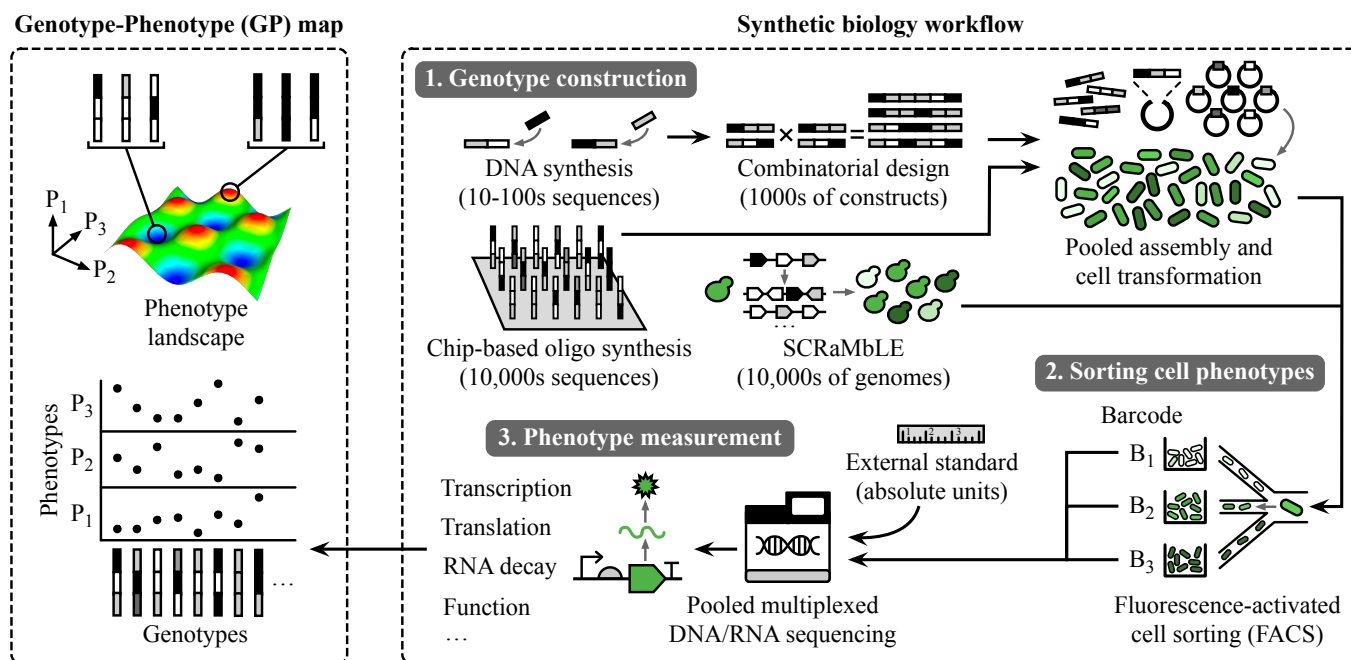 Genotype-Phenotype (GP) map
P1
P3
P2
Phenotype
landscape
Phenotypes
P3
P2
P1
...
Genotypes
Synthetic biology workflow
1. Genotype construction
DNA synthesis
(10-100s sequences)
Combinatorial design
(1000s of constructs)
Pooled assembly and
cell transformation
Chip-based oligo synthesis
(10,000s sequences)
...
SCRaMbLE
(10,000s of genomes)
2. Sorting cell phenotypes
Barcode
B1
B2
B3
Fluorescence-activated
cell sorting (FACS)
3. Phenotype measurement
1 2 3
External standard
(absolute units)
Transcription
Translation
RNA decay
Function
...
Pooled multiplexed
DNA/RNA sequencing